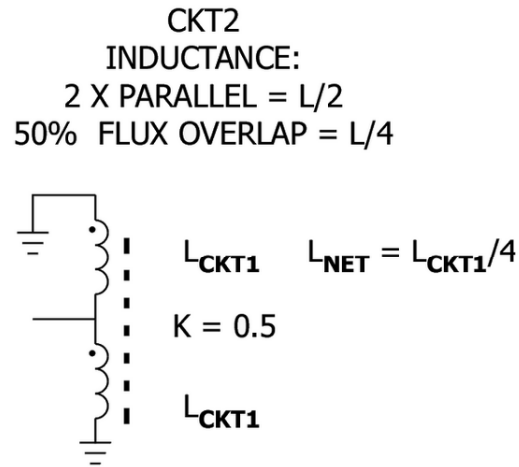 CKT2
INDUCTANCE:
2 X PARALLEL = L/2
50% FLUX OVERLAP = L/4
LCKT1 LNET = LCKT1/4
K = 0.5
LCKT1